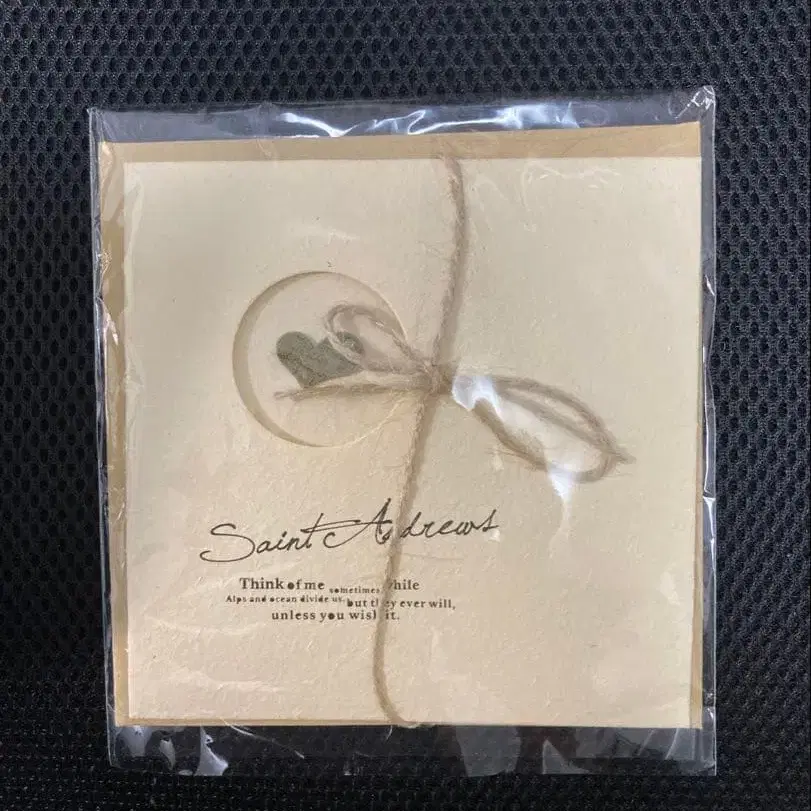 Saint Andrews
Think of me sometimes while
Alps and ocean divide us. but they ever will,
unless you wish it.